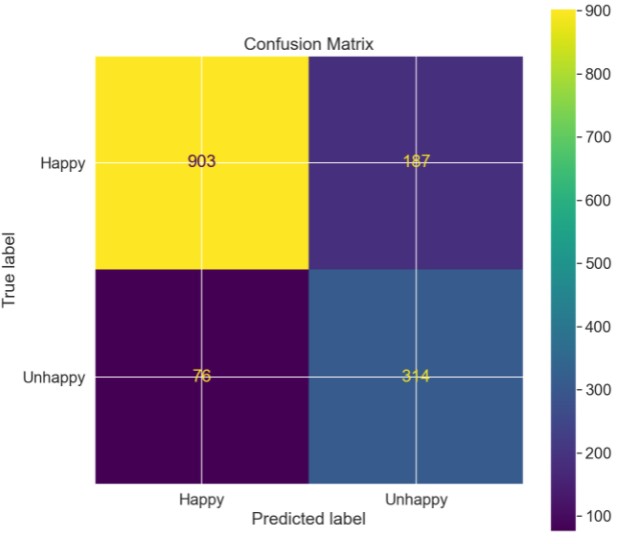 Confusion Matrix
True label
Happy
903
187
Unhappy
76
314
Happy
Unhappy
Predicted label
900
800
700
600
500
400
300
200
100